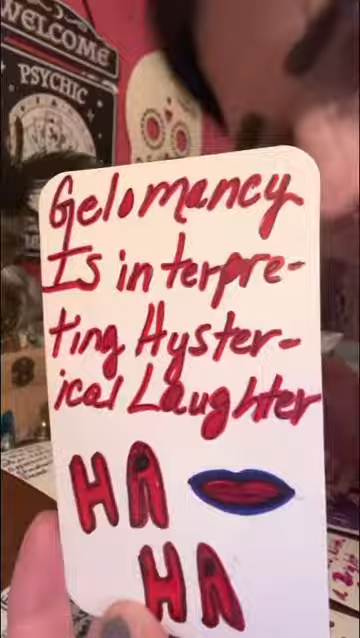 WELCOME
PSYCHIC
Gelomancy
Is interpre-
ting Hyster-
ical Laughter
HA
HA